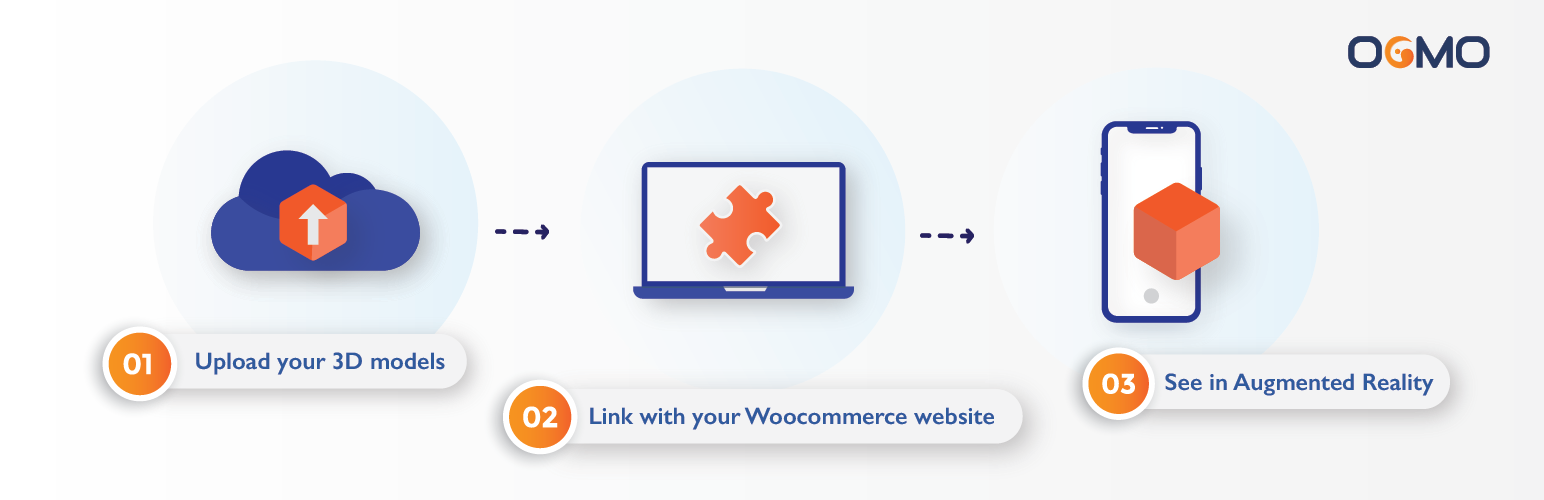 OGMO
01
Upload your 3D models
02
Link with your Woocommerce website
03
See in Augmented Reality